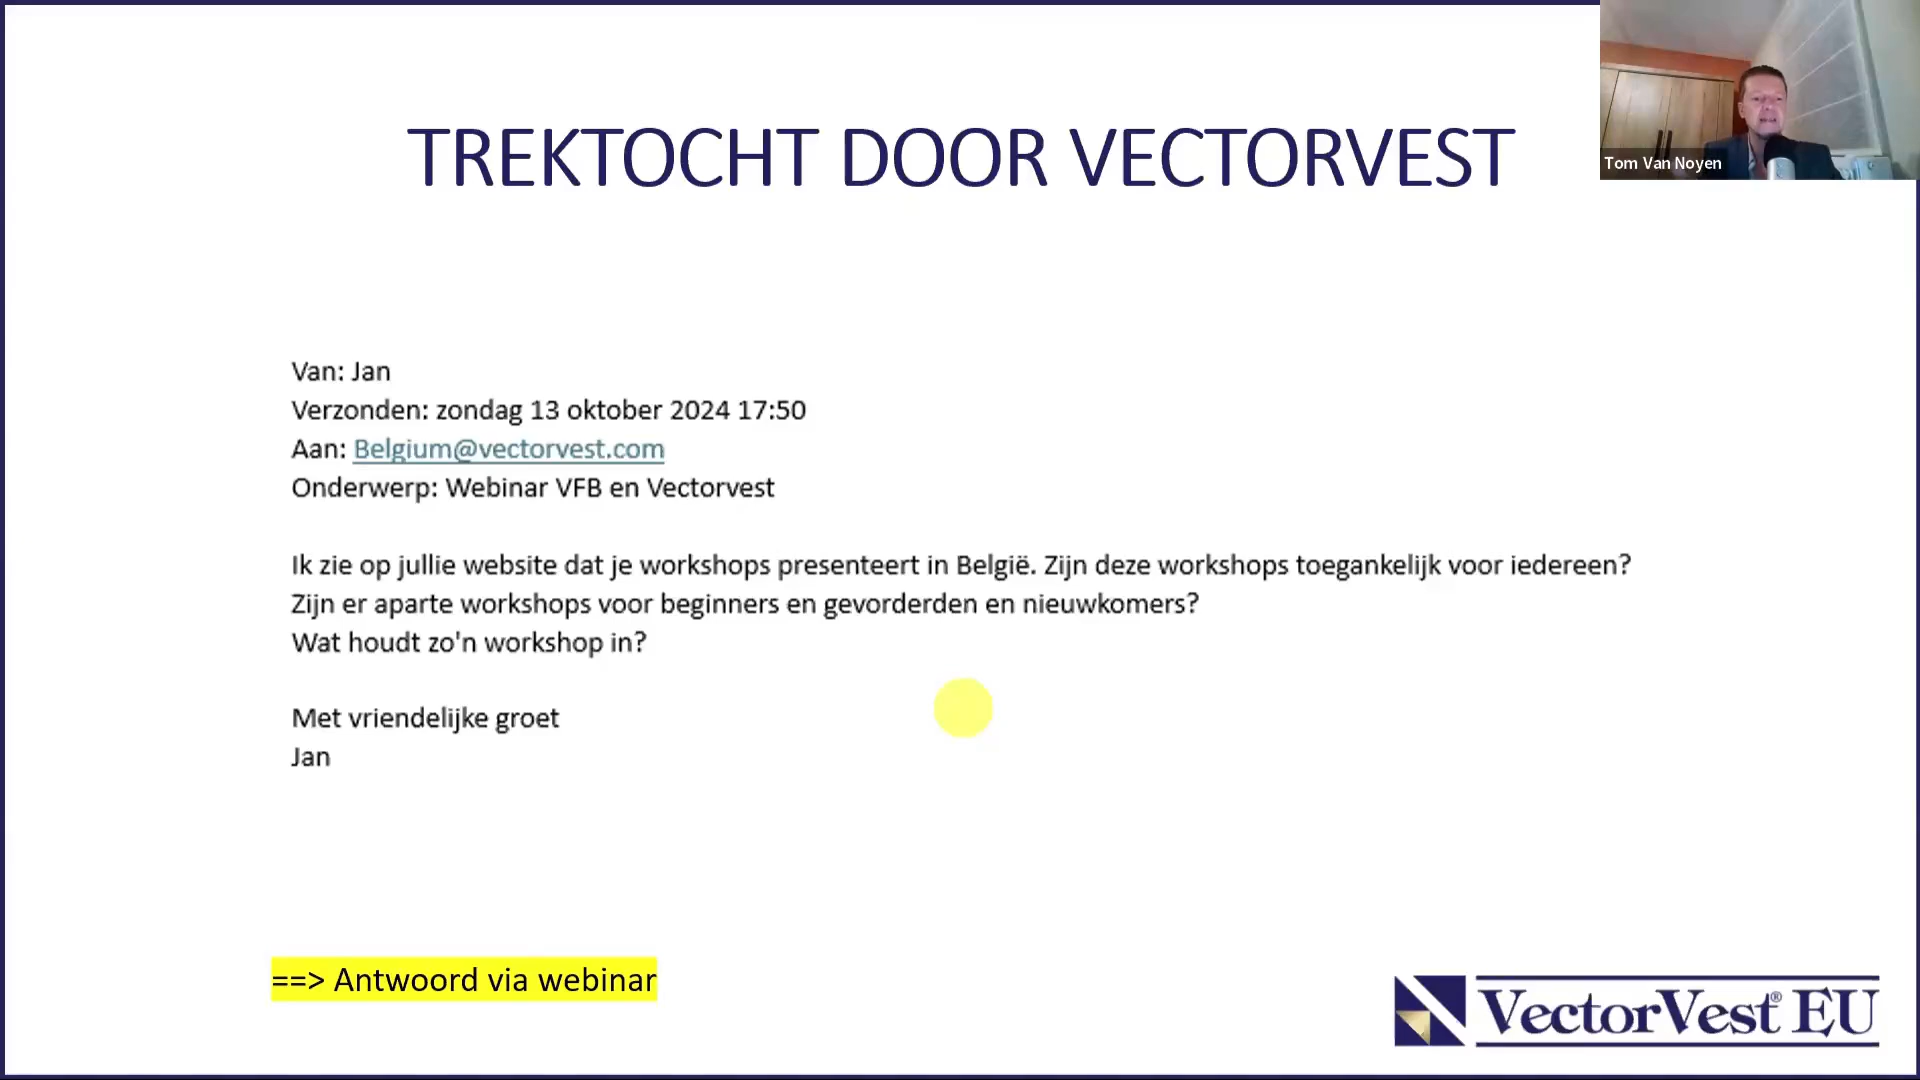 TREKTOCHT DOOR VECTORVEST
Tom Van Noyen
Van: Jan
Verzonden: zondag 13 oktober 2024 17:50
Aan: Belgium@vectorvest.com
Onderwerp: Webinar VFB en Vectorvest
Ik zie op jullie website dat je workshops presenteert in België. Zijn deze workshops toegankelijk voor iedereen?
Zijn er aparte workshops voor beginners en gevorderden en nieuwkomers?
Wat houdt zo'n workshop in?
Met vriendelijke groet
Jan
==> Antwoord via webinar
VectorVest® EU